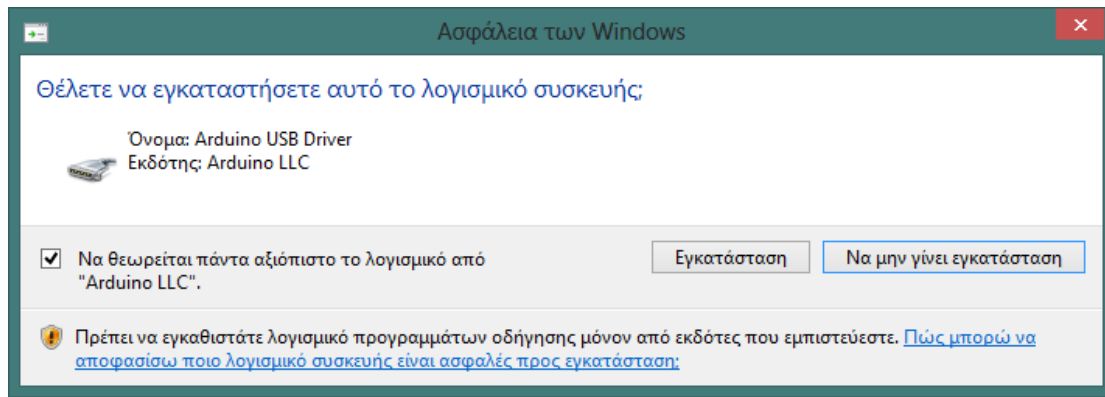 Ασφάλεια των Windows
Θέλετε να εγκαταστήσετε αυτό το λογισμικό συσκευής;
Όνομα: Arduino USB Driver
Εκδότης: Arduino LLC
Να θεωρείται πάντα αξιόπιστο το λογισμικό από
"Arduino LLC".
Εγκατάσταση
Να μην γίνει εγκατάσταση
Πρέπει να εγκαθιστάτε λογισμικό προγραμμάτων οδήγησης μόνον από εκδότες που εμπιστεύεστε. Πώς μπορώ να
αποφασίσω ποιο λογισμικό συσκευής είναι ασφαλές προς εγκατάσταση;